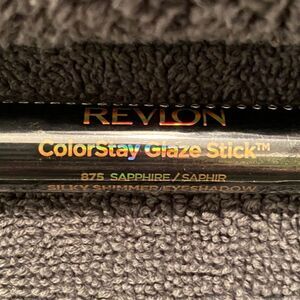 REVLON
ColorStay Glaze Stick™
875 SAPPHIRE/SAPHIR
SILKY SHIMMER/EYESHADOW